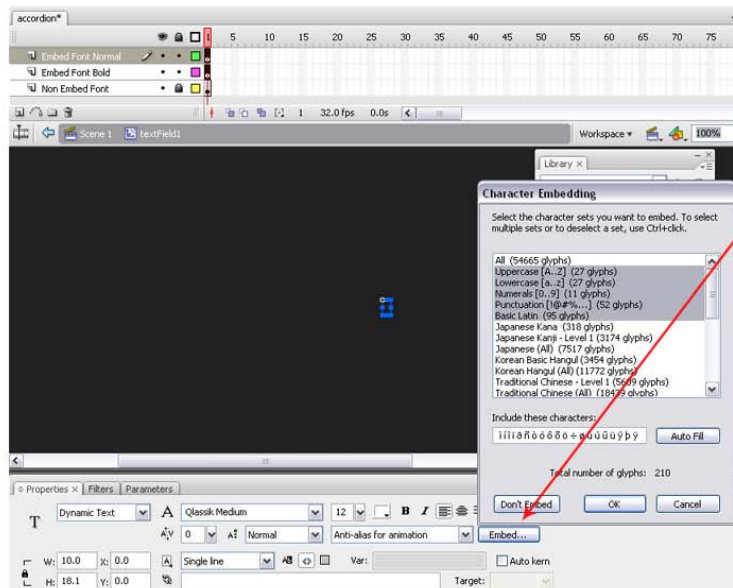 accordion*
1 5 10 15 20 25 30 35 40 45 50 55 60 65 70 75
Embed Font Normal
Embed Font Bold
Non Embed Font
1 32.0 fps 0.0s
Scene 1 textField1 Workspace 100%
Library ×
Character Embedding
Select the character sets you want to embed. To select
multiple sets or to deselect a set, use Ctrl+click.
All (54665 glyphs)
Uppercase [A..Z] (27 glyphs)
Lowercase [a..z] (27 glyphs)
Numerals [0..9] (11 glyphs)
Punctuation [!@#%...] (52 glyphs)
Basic Latin (95 glyphs)
Japanese Kana (318 glyphs)
Japanese Kanji - Level 1 (3174 glyphs)
Japanese (All) (7517 glyphs)
Korean Basic Hangul (3454 glyphs)
Korean Hangul (All) (11772 glyphs)
Traditional Chinese - Level 1 (5609 glyphs)
Traditional Chinese (All) (18439 glyphs)
Include these characters:
Auto Fill
Total number of glyphs: 210
Don't Embed OK Cancel
Properties × Filters Parameters
T Dynamic Text A Qlassik Medium 12 B I
A/V 0 Normal Anti-alias for animation Embed...
W: 10.0 X: 0.0 Single line Var: Auto kern
H: 18.1 Y: 0.0 Target: